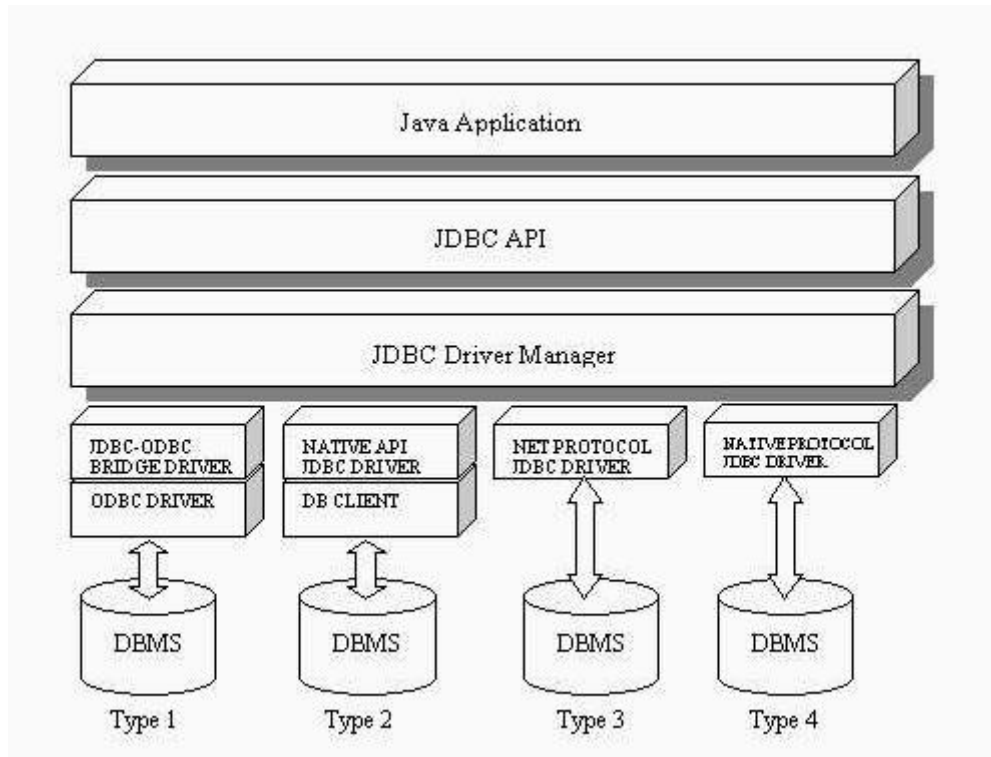 Java Application
JDBC API
JDBC Driver Manager
JDBC-ODBC
BRIDGE DRIVER
ODBC DRIVER
NATIVE API
JDBC DRIVER
DB CLIENT
NET PROTOCOL
JDBC DRIVER
NATIVE PROTOCOL
JDBC DRIVER
DBMS
DBMS
DBMS
DBMS
Type 1
Type 2
Type 3
Type 4